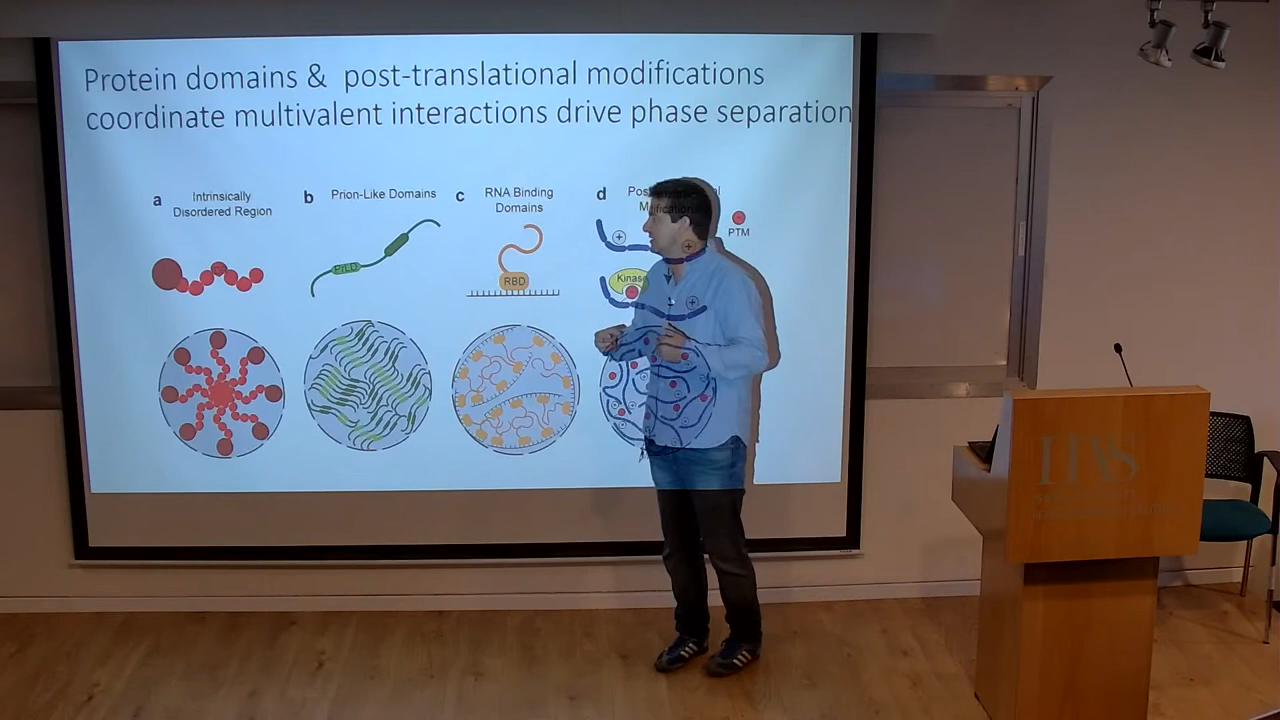 Protein domains & post-translational modifications
coordinate multivalent interactions drive phase separation
a
Intrinsically
Disordered Region
b
Prion-Like Domains
c
RNA Binding
Domains
d
PTM
PrLD
RBD
Kinase
+
+
+